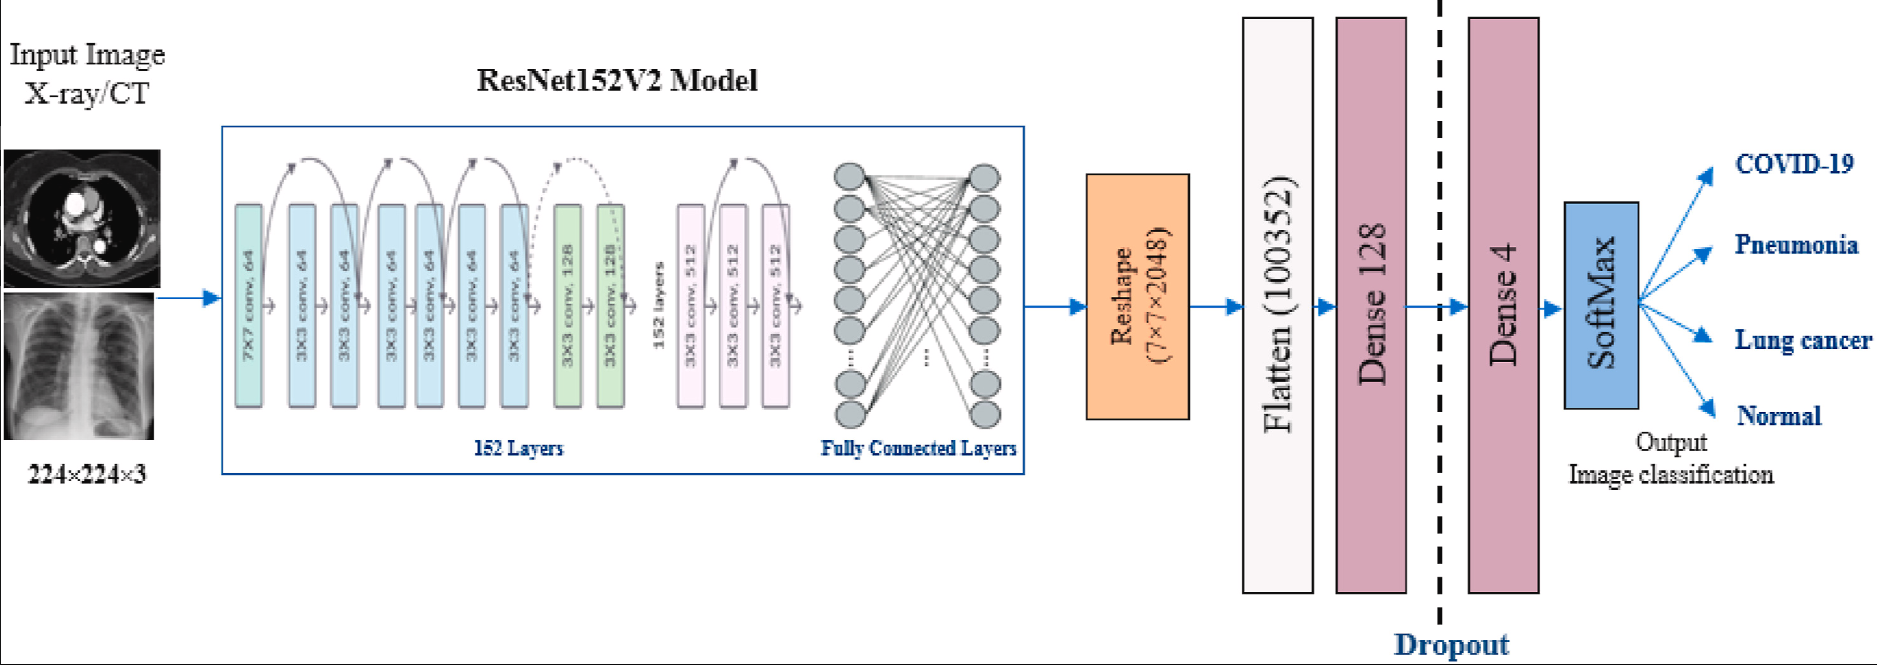 Input Image
X-ray/CT
224×224×3
ResNet152V2 Model
7X7 conv, 64
3X3 conv, 64
3X3 conv, 64
3X3 conv, 64
3X3 conv, 64
3X3 conv, 64
3X3 conv, 64
3X3 conv, 128
3X3 conv, 128
152 layers
3X3 conv, 512
3X3 conv, 512
3X3 conv, 512
152 Layers
Fully Connected Layers
Reshape
(7×7×2048)
Flatten (100352)
Dense 128
Dropout
Dense 4
SoftMax
COVID-19
Pneumonia
Lung cancer
Normal
Output
Image classification